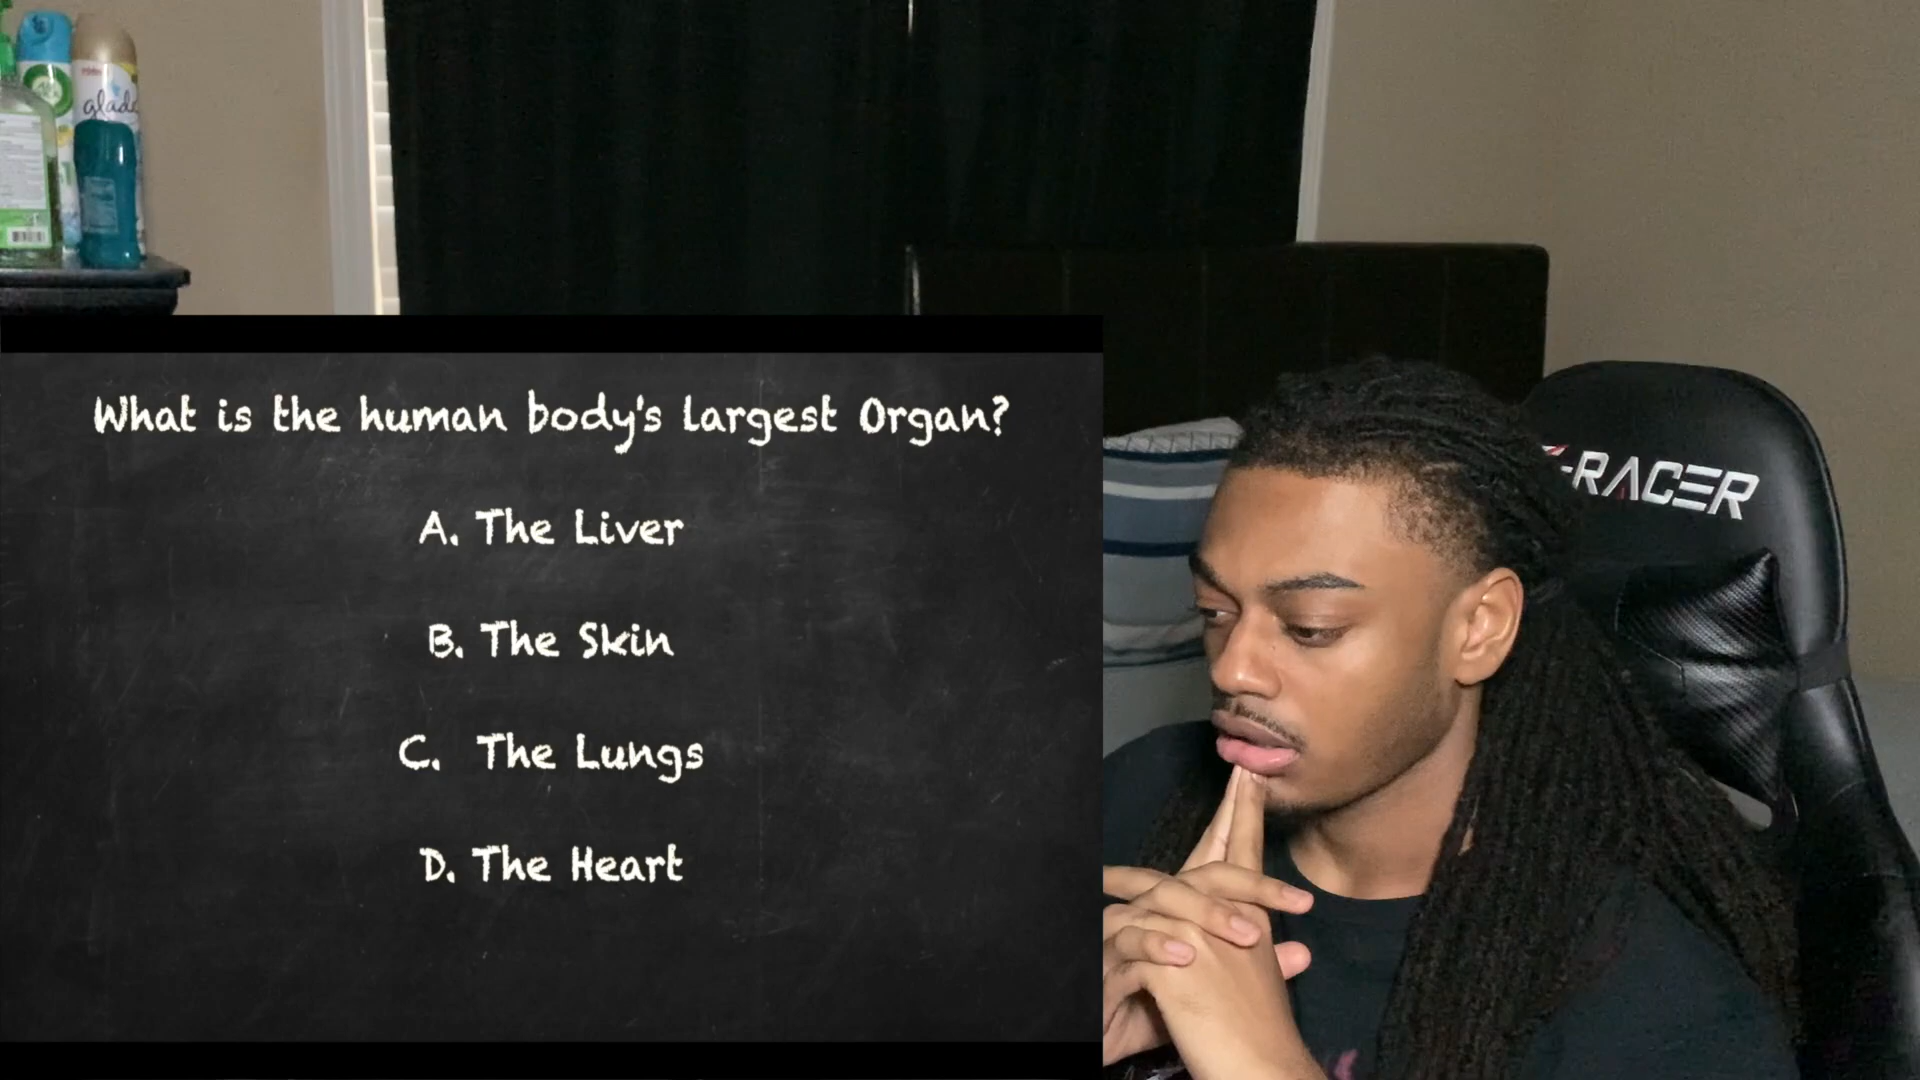 glade
What is the human body's largest Organ?
A. The Liver
B. The Skin
C. The Lungs
D. The Heart
-RACER